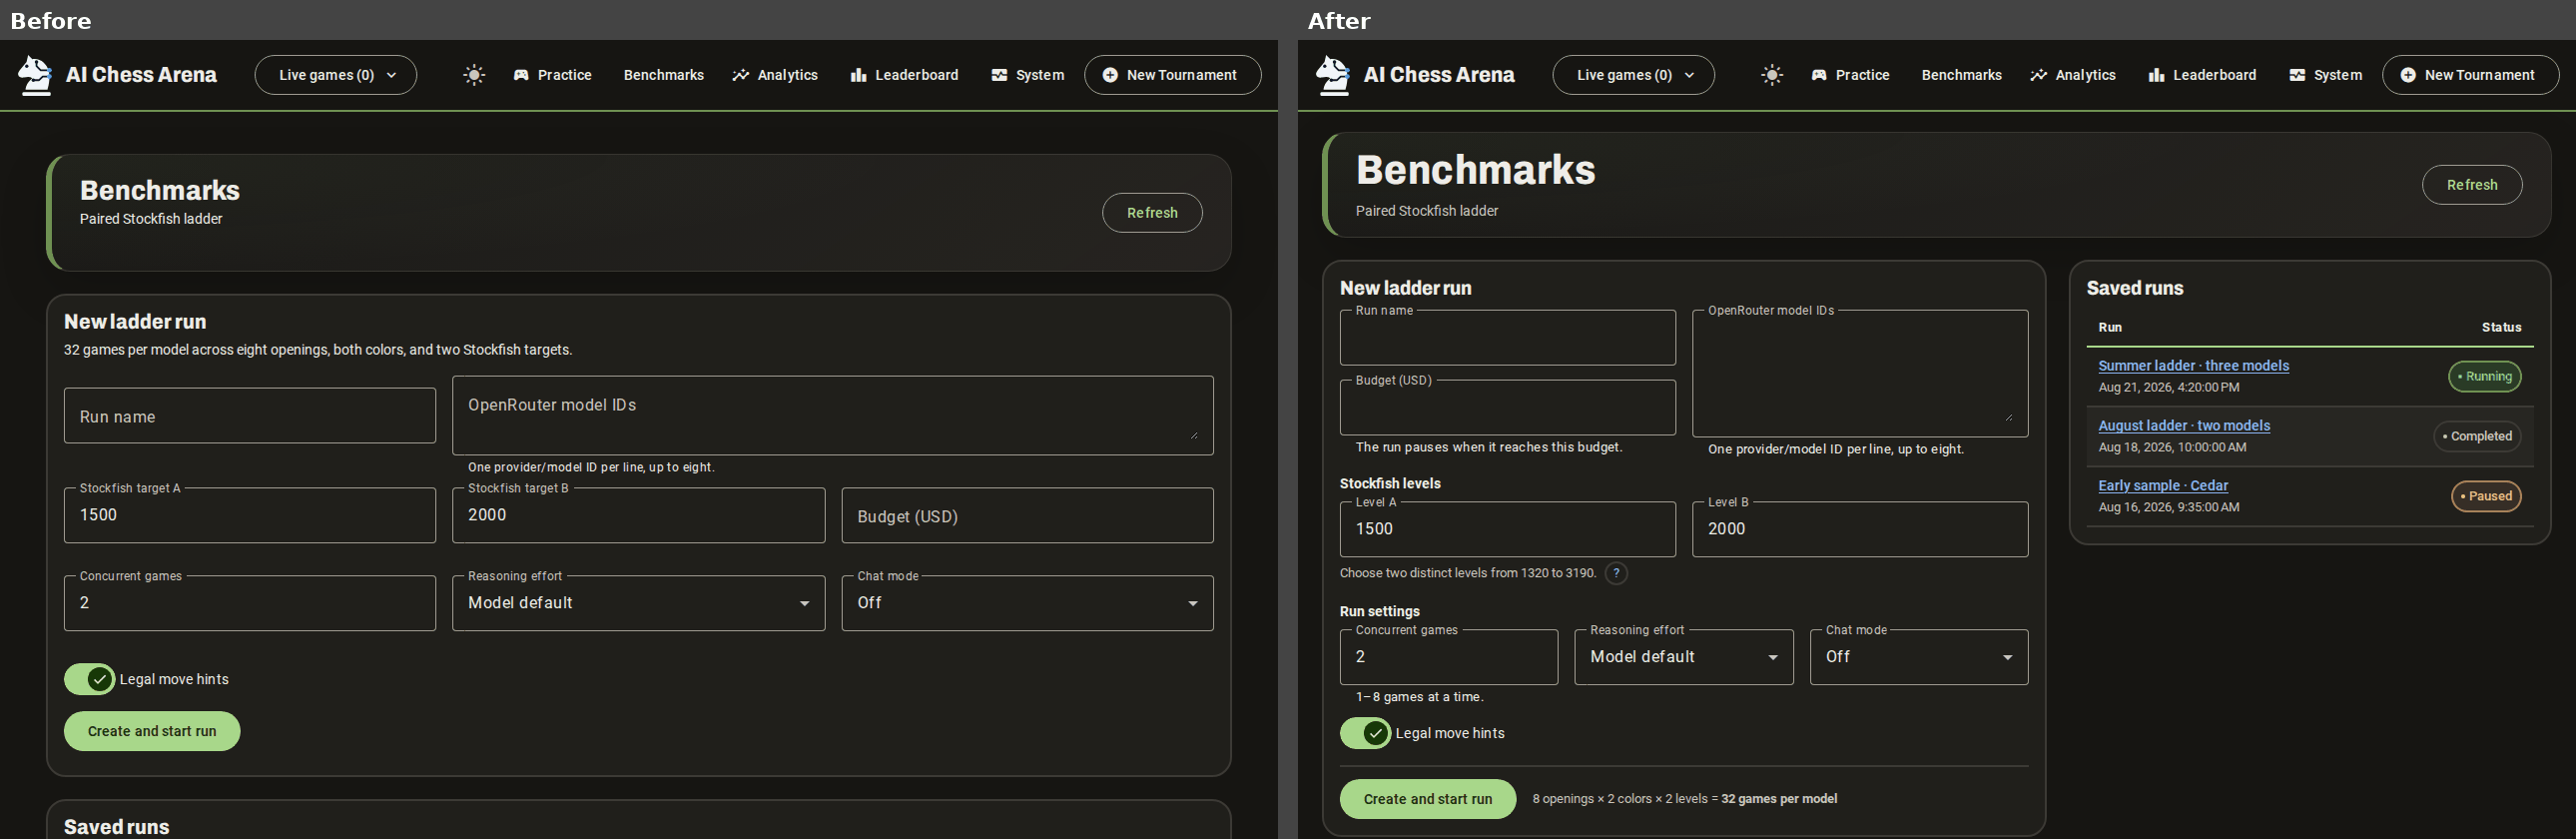 Before
AI Chess Arena
Live games (0)
Practice
Benchmarks
Analytics
Leaderboard
System
New Tournament
Benchmarks
Paired Stockfish ladder
Refresh
New ladder run
32 games per model across eight openings, both colors, and two Stockfish targets.
Run name
OpenRouter model IDs
One provider/model ID per line, up to eight.
Stockfish target A
1500
Stockfish target B
2000
Budget (USD)
Concurrent games
2
Reasoning effort
Model default
Chat mode
Off
Legal move hints
Create and start run
Saved runs
After
AI Chess Arena
Live games (0)
Practice
Benchmarks
Analytics
Leaderboard
System
New Tournament
Benchmarks
Paired Stockfish ladder
Refresh
New ladder run
Run name
OpenRouter model IDs
Budget (USD)
The run pauses when it reaches this budget.
One provider/model ID per line, up to eight.
Stockfish levels
Level A
1500
Level B
2000
Choose two distinct levels from 1320 to 3190. ?
Run settings
Concurrent games
2
Reasoning effort
Model default
Chat mode
Off
1–8 games at a time.
Legal move hints
Create and start run
8 openings × 2 colors × 2 levels = 32 games per model
Saved runs
Run Status
Summer ladder · three models
Aug 21, 2026, 4:20:00 PM
• Running
August ladder · two models
Aug 18, 2026, 10:00:00 AM
• Completed
Early sample · Cedar
Aug 16, 2026, 9:35:00 AM
• Paused